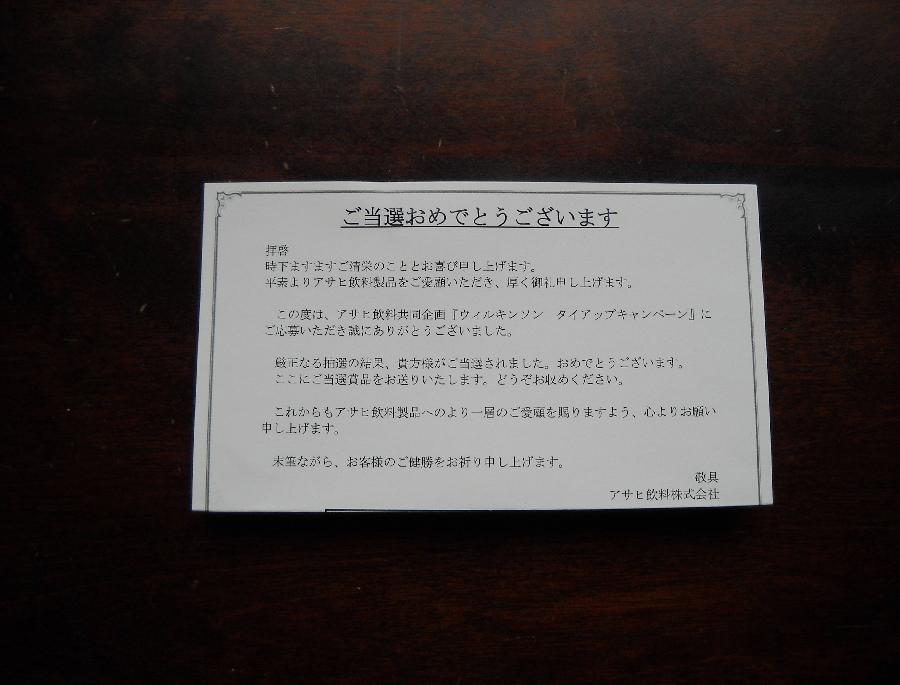 ご当選おめでとうございます
拝啓
時下ますますご清栄のこととお喜び申し上げます。
平素よりアサヒ飲料製品をご愛顧いただき、厚く御礼申し上げます。
この度は、アサヒ飲料共同企画『ウィルキンソン　タイアップキャンペーン』に
ご応募いただき誠にありがとうございました。
厳正なる抽選の結果、貴方様がご当選されました。おめでとうございます。
ここにご当選賞品をお送りいたします。どうぞお収めください。
これからもアサヒ飲料製品へのより一層のご愛顧を賜りますよう、心よりお願い
申し上げます。
末筆ながら、お客様のご健勝をお祈り申し上げます。
敬具
アサヒ飲料株式会社